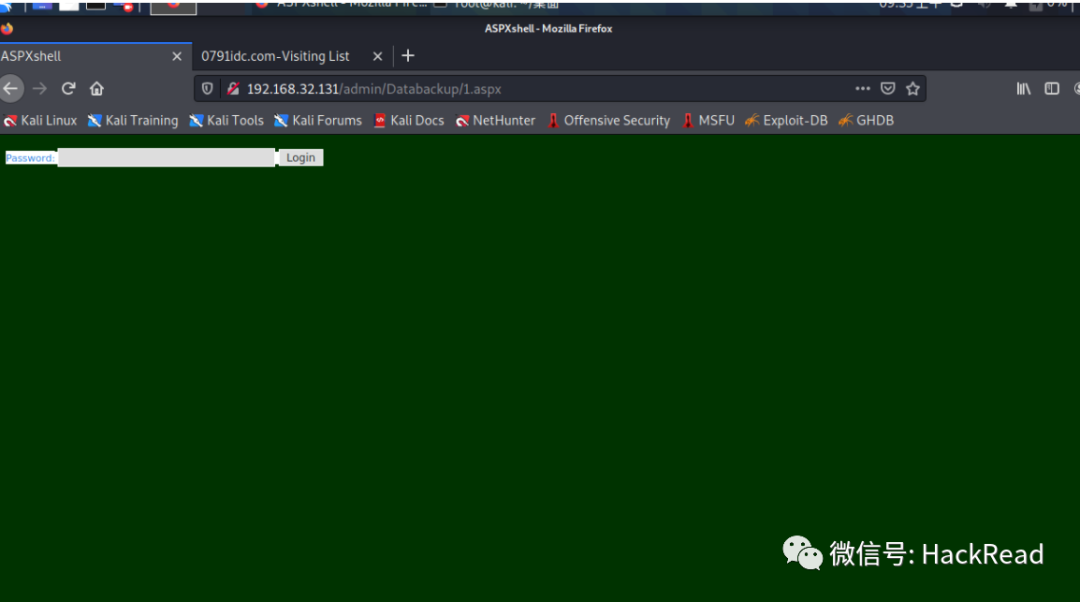 ASPXshell - Mozilla Firefox
ASPXshell
0791idc.com-Visiting List
192.168.32.131/admin/Databackup/1.aspx
Kali Linux Kali Training Kali Tools Kali Forums Kali Docs NetHunter Offensive Security MSFU Exploit-DB GHDB
Password: Login
微信号: HackRead